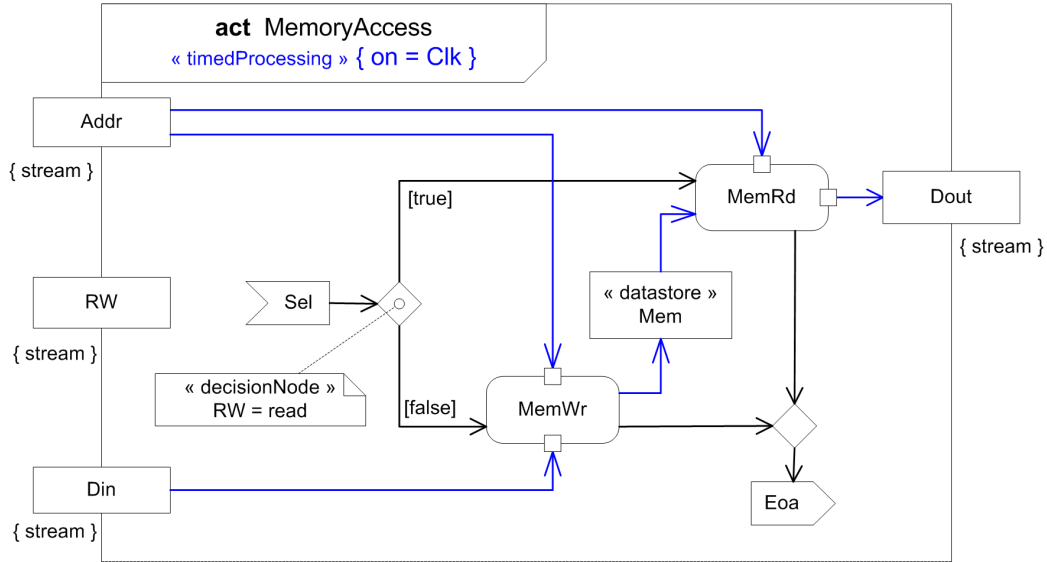 act MemoryAccess
« timedProcessing » { on = Clk }
Addr
{ stream }
[true]
MemRd
Dout
{ stream }
RW
{ stream }
Sel
« datastore »
Mem
« decisionNode »
RW = read
[false]
MemWr
Din
{ stream }
Eoa